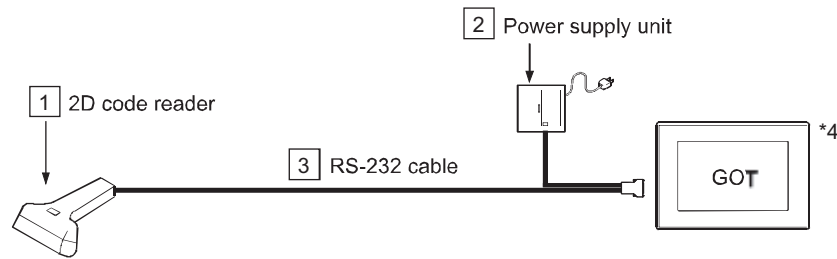 2 Power supply unit
1 2D code reader
*4
3 RS-232 cable
GOT